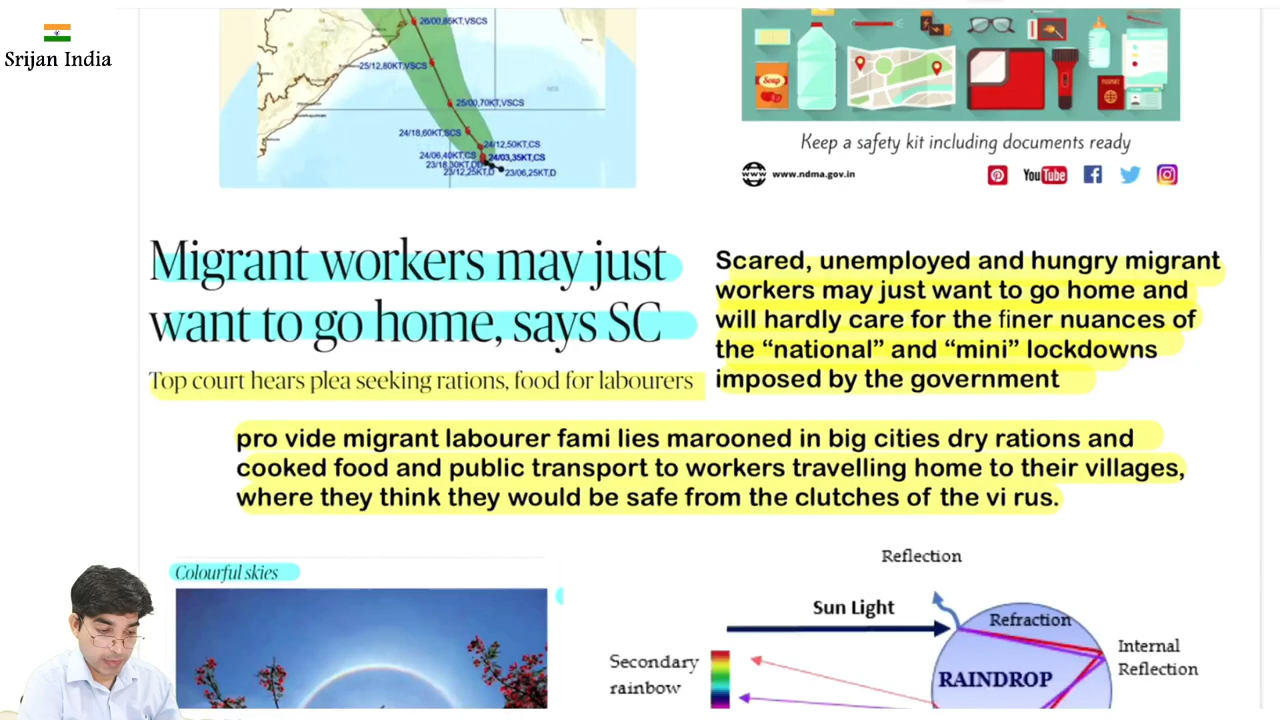 Srijan India
26/00,85KT,VSCS
25/12,80KT,VSCS
25/00,70KT,VSCS
24/18,60KT,SCS
24/12,50KT,CS
24/06,40KT,CS
24/03,35KT,CS
23/18,30KT,DD
23/12,25KT,D
23/06,25KT,D
Soup
PASSPORT
Keep a safety kit including documents ready
www
www.ndma.gov.in
YouTube
Migrant workers may just
want to go home, says SC
Top court hears plea seeking rations, food for labourers
Scared, unemployed and hungry migrant
workers may just want to go home and
will hardly care for the finer nuances of
the “national” and “mini” lockdowns
imposed by the government
pro vide migrant labourer fami lies marooned in big cities dry rations and
cooked food and public transport to workers travelling home to their villages,
where they think they would be safe from the clutches of the vi rus.
Colourful skies
Reflection
Sun Light
Refraction
Internal
Reflection
Secondary
rainbow
RAINDROP